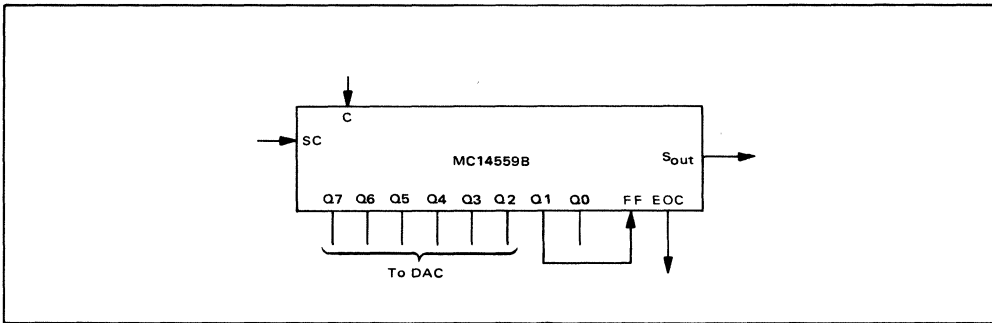 C
SC
MC14559B
Sout
Q7 Q6 Q5 Q4 Q3 Q2 Q1 Q0 FF EOC
To DAC